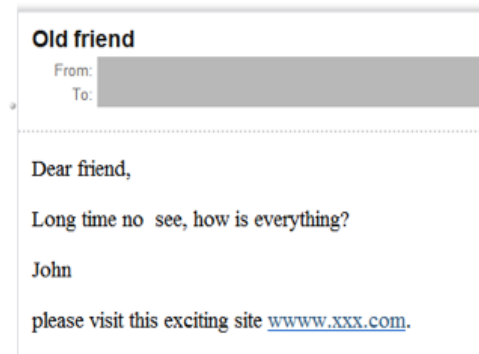 Old friend
From:
To:
Dear friend,
Long time no see, how is everything?
John
please visit this exciting site wwww.xxx.com.